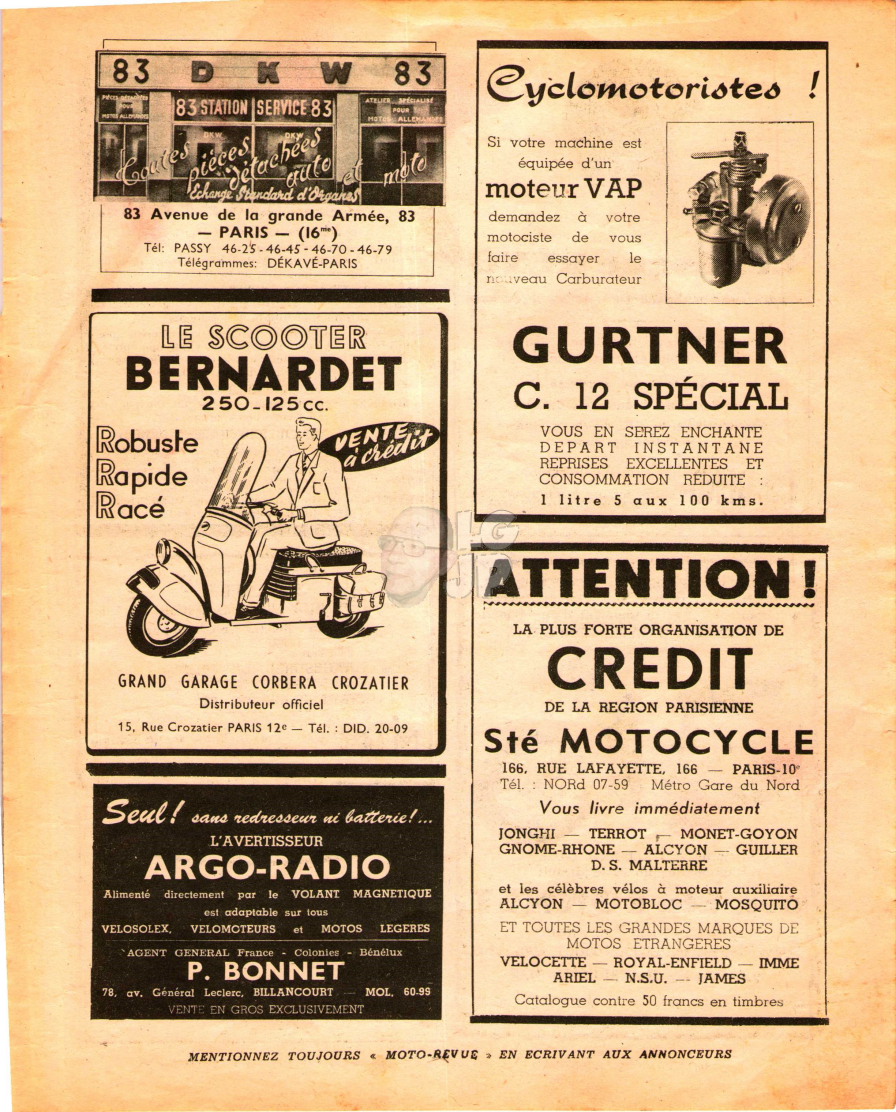 83 DKW 83
PIÈCES DÉTACHÉES
POUR
MOTOS ALLEMANDES
83 STATION SERVICE 83
ATELIER SPÉCIALISÉ
POUR
MOTOS ALLEMANDES
DKW DKW
Toutes pièces détachées auto et moto
Echange Standard d'Organes
83 Avenue de la grande Armée, 83
— PARIS — (16me)
Tél: PASSY 46-25 - 46-45 - 46-70 - 46-79
Télégrammes: DÉKAVÉ-PARIS
LE SCOOTER
BERNARDET
250-125 cc.
Robuste
Rapide
Racé
VENTE
à crédit
GRAND GARAGE CORBERA CROZATIER
Distributeur officiel
15, Rue Crozatier PARIS 12e — Tél. : DID. 20-09
Seul! sans redresseur ni batterie!...
L'AVERTISSEUR
ARGO-RADIO
Alimenté directement par le VOLANT MAGNETIQUE
est adaptable sur tous
VELOSOLEX, VELOMOTEURS et MOTOS LEGERES
AGENT GENERAL France - Colonies - Bénélux
P. BONNET
78, av. Général Leclerc, BILLANCOURT — MOL. 60-99
VENTE EN GROS EXCLUSIVEMENT
Cyclomotoristes !
Si votre machine est
équipée d'un
moteur VAP
demandez à votre
motociste de vous
faire essayer le
nouveau Carburateur
GURTNER
C. 12 SPÉCIAL
VOUS EN SEREZ ENCHANTE
DEPART INSTANTANE
REPRISES EXCELLENTES ET
CONSOMMATION REDUITE :
1 litre 5 aux 100 kms.
LG
JP
ATTENTION!
LA PLUS FORTE ORGANISATION DE
CREDIT
DE LA REGION PARISIENNE
Sté MOTOCYCLE
166, RUE LAFAYETTE, 166 — PARIS-10e
Tél. : NORd 07-59 Métro Gare du Nord
Vous livre immédiatement
JONGHI — TERROT — MONET-GOYON
GNOME-RHONE — ALCYON — GUILLER
D. S. MALTERRE
et les célèbres vélos à moteur auxiliaire
ALCYON — MOTOBLOC — MOSQUITO
ET TOUTES LES GRANDES MARQUES DE
MOTOS ETRANGERES
VELOCETTE — ROYAL-ENFIELD — IMME
ARIEL — N.S.U. — JAMES
Catalogue contre 50 francs en timbres
MENTIONNEZ TOUJOURS « MOTO-REVUE » EN ECRIVANT AUX ANNONCEURS